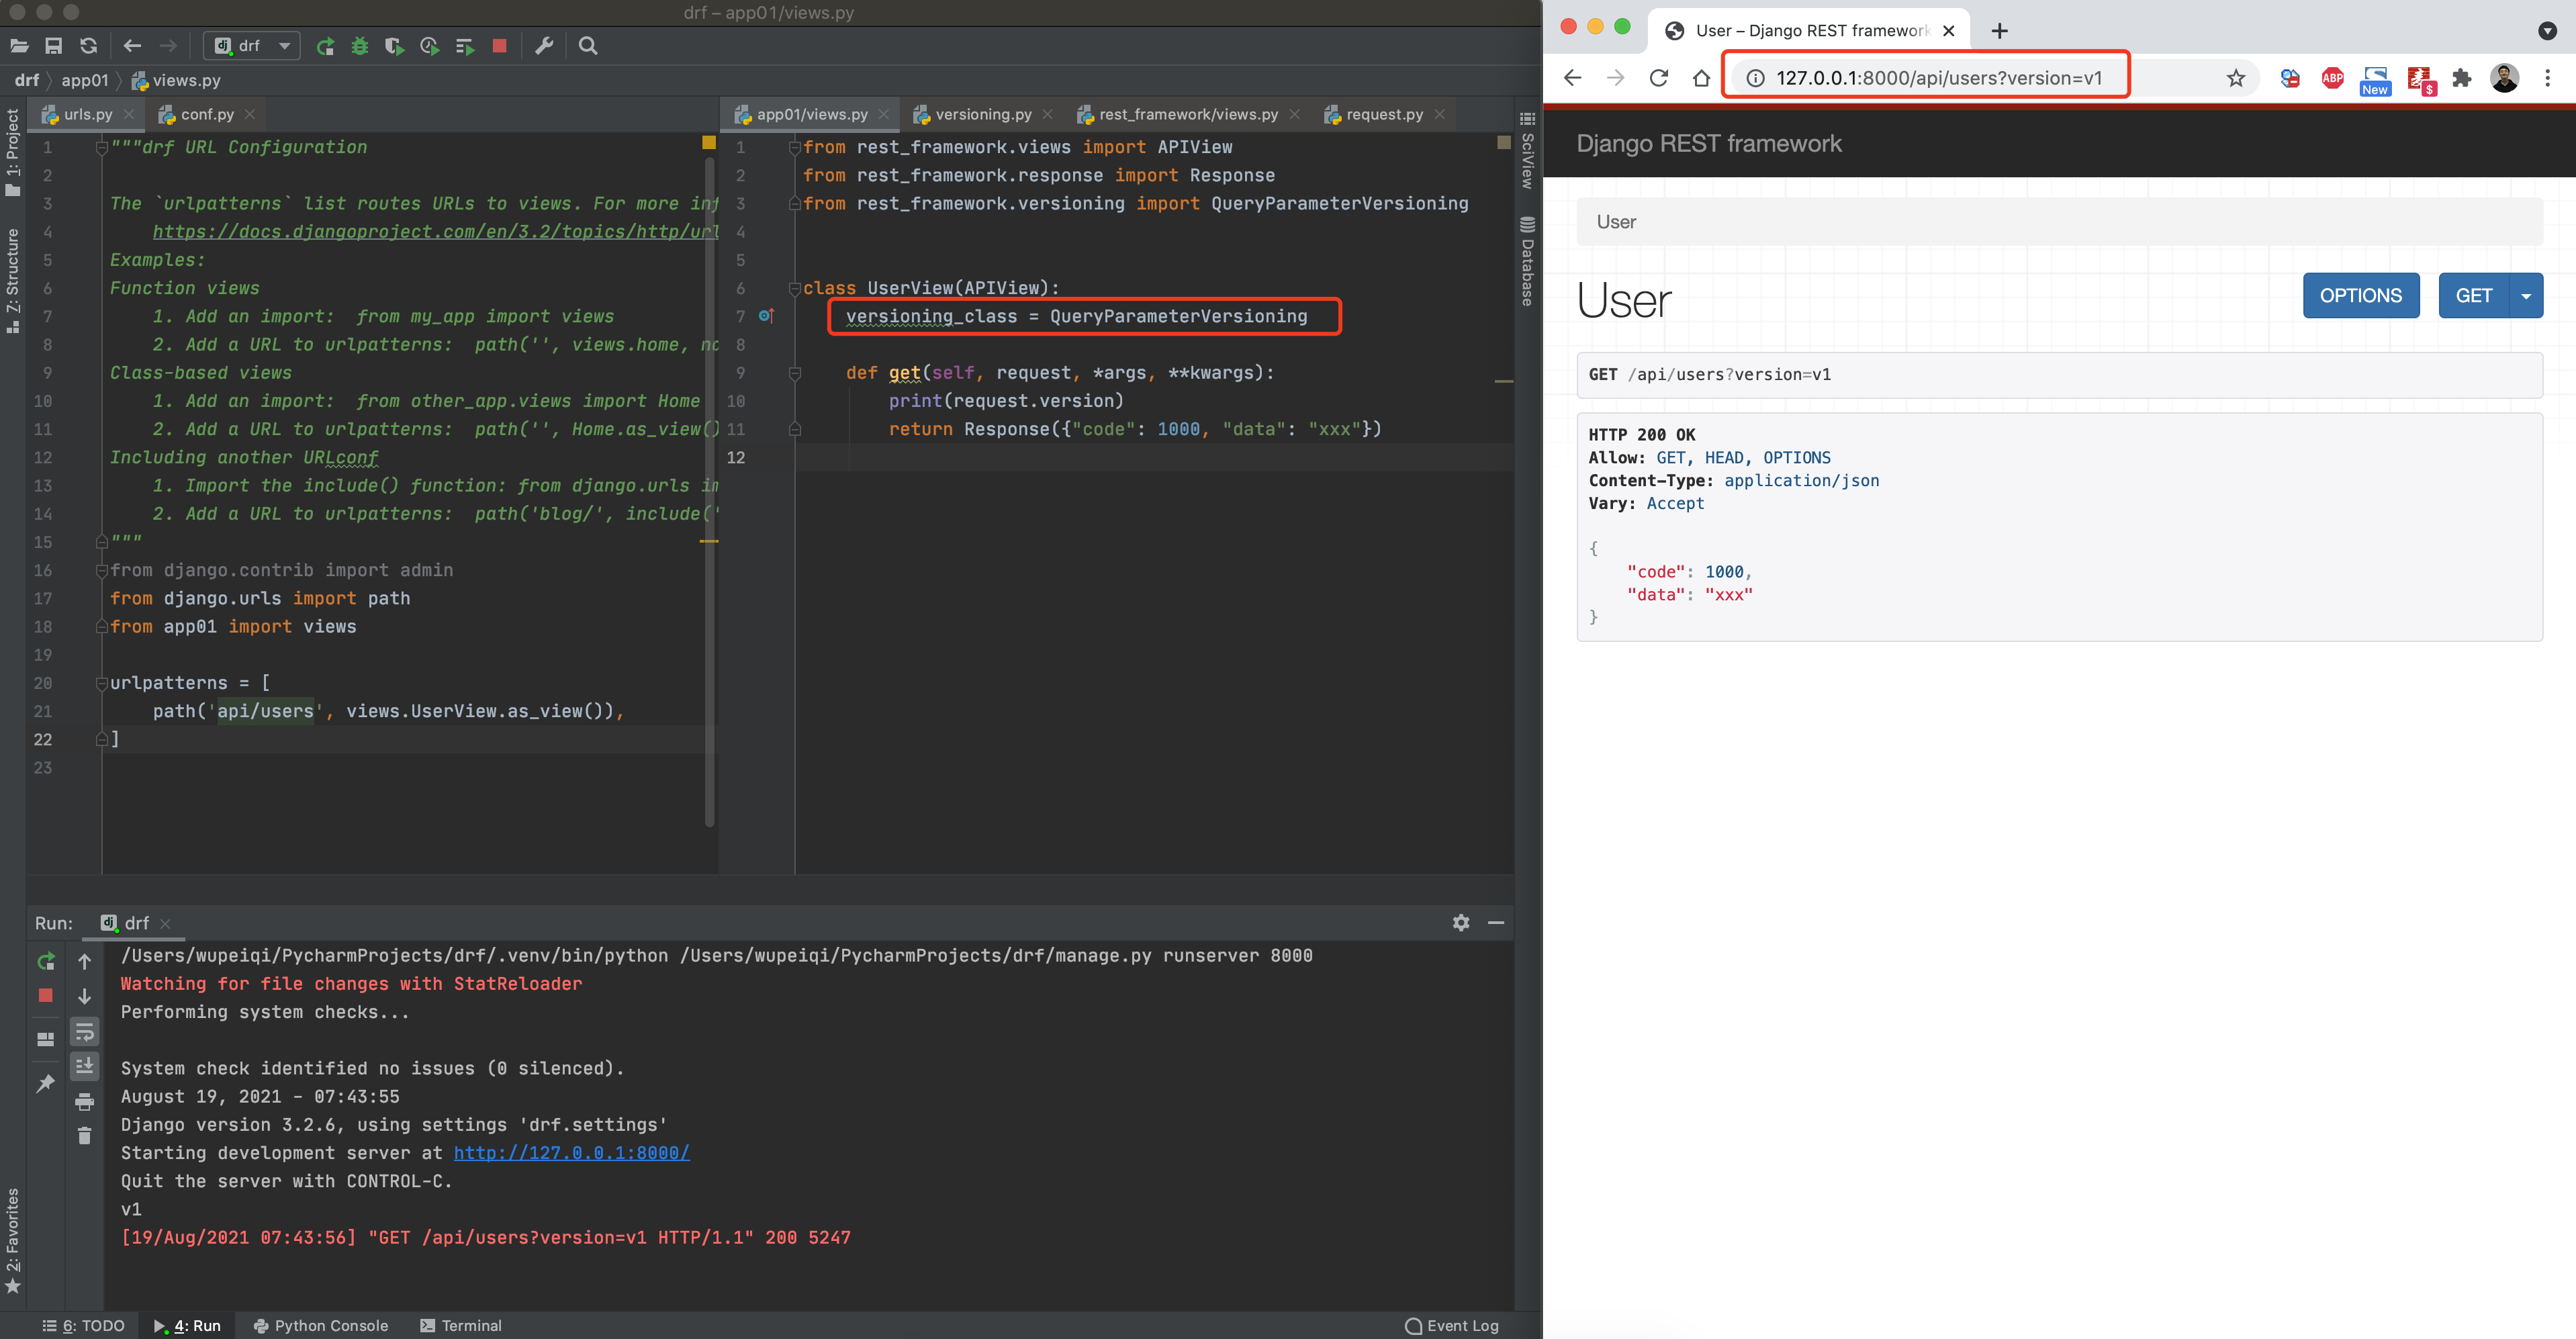 drf – app01/views.py
drf
drf
app01
views.py
1: Project
7: Structure
2: Favorites
urls.py
conf.py
1 """drf URL Configuration
2
3 The `urlpatterns` list routes URLs to views. For more inf
4 https://docs.djangoproject.com/en/3.2/topics/http/url
5 Examples:
6 Function views
7 1. Add an import:  from my_app import views
8 2. Add a URL to urlpatterns:  path('', views.home, na
9 Class-based views
10 1. Add an import:  from other_app.views import Home
11 2. Add a URL to urlpatterns:  path('', Home.as_view()
12 Including another URLconf
13 1. Import the include() function: from django.urls im
14 2. Add a URL to urlpatterns:  path('blog/', include('
15 """
16 from django.contrib import admin
17 from django.urls import path
18 from app01 import views
19
20 urlpatterns = [
21 path('api/users', views.UserView.as_view()),
22 ]
23
app01/views.py
versioning.py
rest_framework/views.py
request.py
1 from rest_framework.views import APIView
2 from rest_framework.response import Response
3 from rest_framework.versioning import QueryParameterVersioning
4
5
6 class UserView(APIView):
7 versioning_class = QueryParameterVersioning
8
9 def get(self, request, *args, **kwargs):
10 print(request.version)
11 return Response({"code": 1000, "data": "xxx"})
12
SciView
Database
Run:
drf
/Users/wupeiqi/PycharmProjects/drf/.venv/bin/python /Users/wupeiqi/PycharmProjects/drf/manage.py runserver 8000
Watching for file changes with StatReloader
Performing system checks...
System check identified no issues (0 silenced).
August 19, 2021 - 07:43:55
Django version 3.2.6, using settings 'drf.settings'
Starting development server at http://127.0.0.1:8000/
Quit the server with CONTROL-C.
v1
[19/Aug/2021 07:43:56] "GET /api/users?version=v1 HTTP/1.1" 200 5247
6: TODO
4: Run
Python Console
Terminal
Event Log
User – Django REST framework
127.0.0.1:8000/api/users?version=v1
ABP
New
$
Django REST framework
User
User
OPTIONS
GET
GET /api/users?version=v1
HTTP 200 OK
Allow: GET, HEAD, OPTIONS
Content-Type: application/json
Vary: Accept
{
"code": 1000,
"data": "xxx"
}